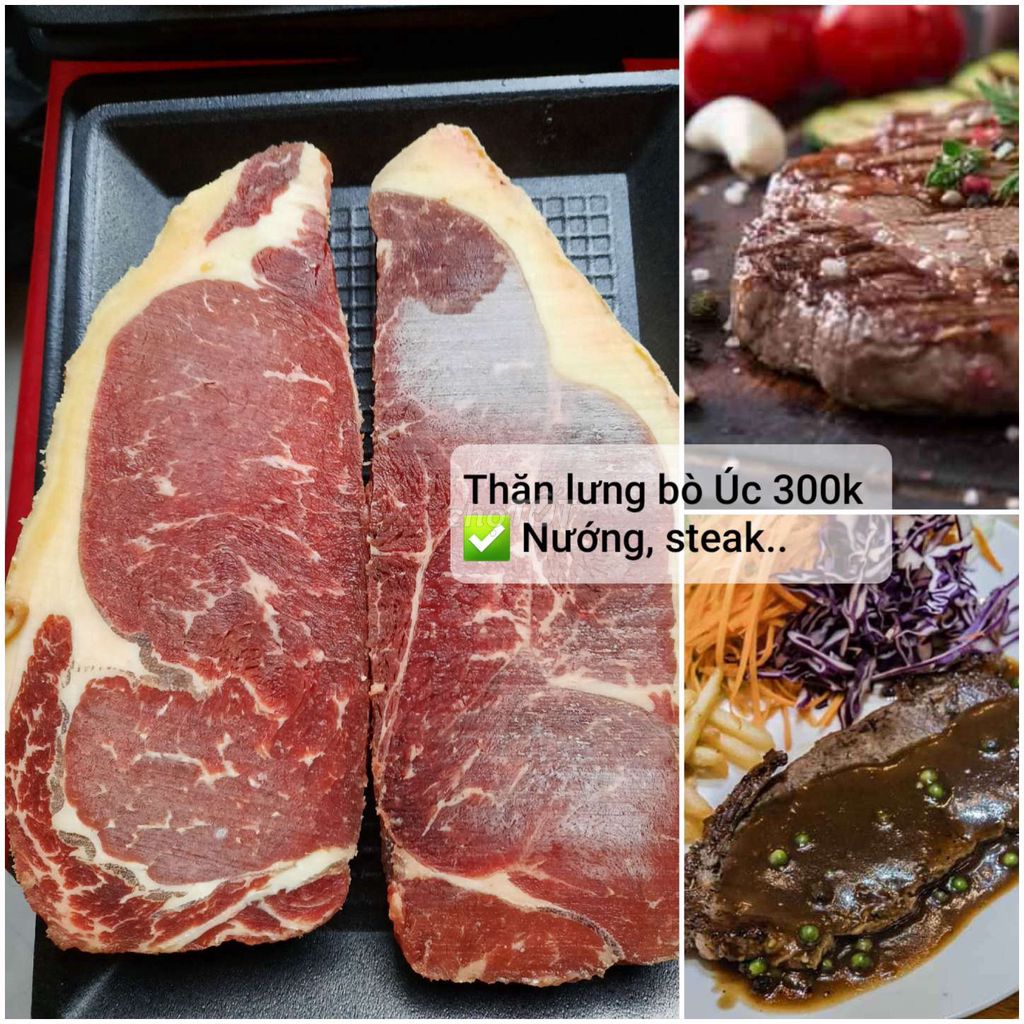 Thăn lưng bò Úc 300k
✅ Nướng, steak..